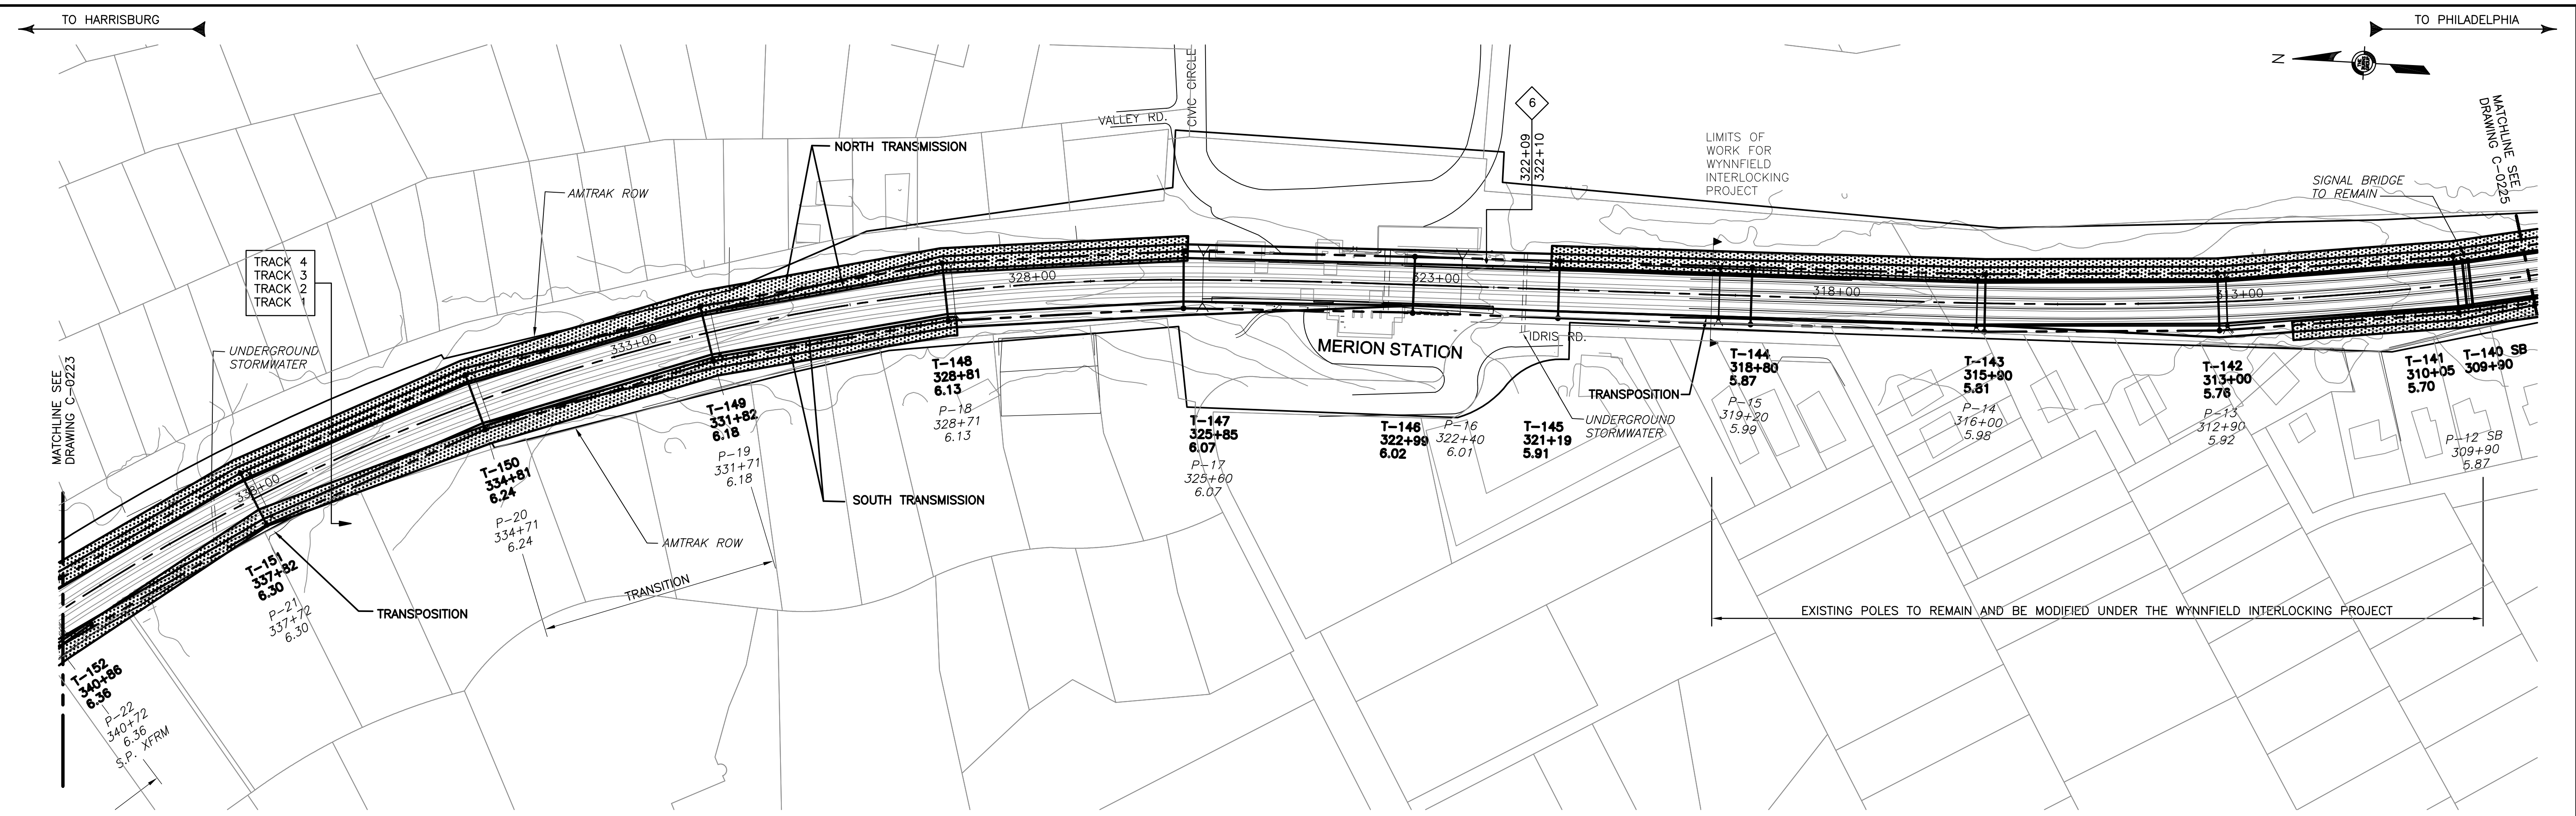 TO HARRISBURG
TO PHILADELPHIA
N
MATCHLINE SEE
DRAWING C-0225
CIVIC CIRCLE
VALLEY RD.
6
322+09
322+10
LIMITS OF
WORK FOR
WYNNFIELD
INTERLOCKING
PROJECT
SIGNAL BRIDGE
TO REMAIN
NORTH TRANSMISSION
AMTRAK ROW
TRACK 4
TRACK 3
TRACK 2
TRACK 1
UNDERGROUND
STORMWATER
MATCHLINE SEE
DRAWING C-0223
338+00
333+00
328+00
323+00
318+00
313+00
MERION STATION
IDRIS RD.
TRANSPOSITION
UNDERGROUND
STORMWATER
T-152
340+86
6.36
P-22
340+72
6.36
S.P. XFRM
T-151
337+82
6.30
P-21
337+72
6.30
TRANSPOSITION
T-150
334+81
6.24
P-20
334+71
6.24
TRANSITION
AMTRAK ROW
T-149
331+82
6.18
P-19
331+71
6.18
SOUTH TRANSMISSION
T-148
328+81
6.13
P-18
328+71
6.13
T-147
325+85
6.07
P-17
325+60
6.07
T-146
322+99
6.02
P-16
322+40
6.01
T-145
321+19
5.91
T-144
318+80
5.87
P-15
319+20
5.99
T-143
315+90
5.81
P-14
316+00
5.98
T-142
313+00
5.76
P-13
312+90
5.92
T-141
310+05
5.70
T-140 SB
309+90
P-12 SB
309+90
5.87
EXISTING POLES TO REMAIN AND BE MODIFIED UNDER THE WYNNFIELD INTERLOCKING PROJECT